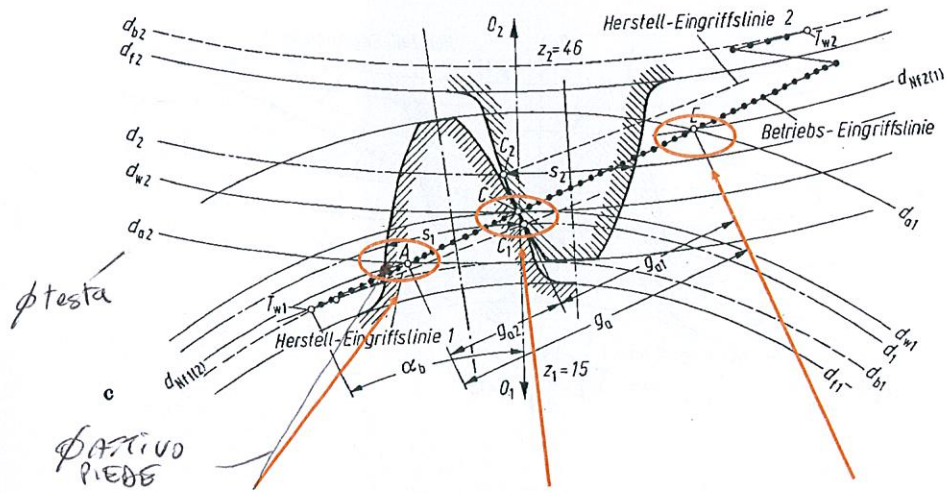 d_b2
d_f2
O_2
z_2=46
Herstell-Eingriffslinie 2
T_w2
d_Nf2(1)
Betriebs-Eingriffslinie
d_2
C_2
s_2
E
d_w2
C
d_a2
s_1
A
C_1
d_a1
g_a1
ϕ testa
T_w1
Herstell-Eingriffslinie 1
g_a2
g_a
d_w1
d_1
d_b1
d_f1
d_Nf1(2)
α_b
c
O_1
z_1=15
ϕ ATTIVO
PIEDE